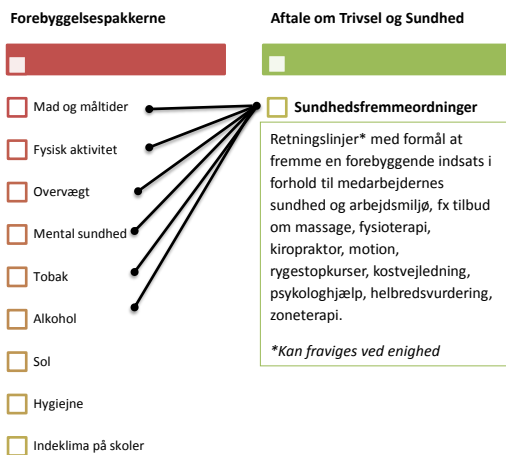 Forebyggelsespakkerne
Mad og måltider
Fysisk aktivitet
Overvægt
Mental sundhed
Tobak
Alkohol
Sol
Hygiejne
Indeklima på skoler
Aftale om Trivsel og Sundhed
Sundhedsfremmeordninger
Retningslinjer* med formål at
fremme en forebyggende indsats i
forhold til medarbejdernes
sundhed og arbejdsmiljø, fx tilbud
om massage, fysioterapi,
kiropraktor, motion,
rygestopkurser, kostvejledning,
psykologhjælp, helbredsvurdering,
zoneterapi.
*Kan fraviges ved enighed